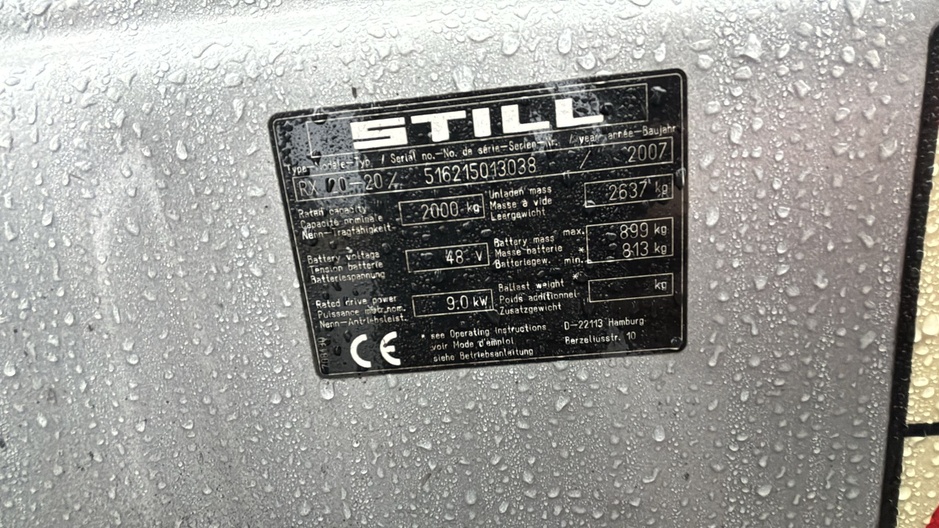 STILL
Type-Modèle-Typ. / Serial no.-No. de série-Serien-Nr. / year-année-Baujahr
RX 20-20 / 516215013038 / 2007
Rated capacity
Capacité nominale
Nenn-Tragfähigkeit
2000 kg
Unladen mass
Masse à vide
Leergewicht
2637 kg
Battery voltage
Tension batterie
Batteriespannung
48 V
Battery mass max. 899 kg
Masse batterie *
Batteriegew. min. 813 kg
Rated drive power
Puissance motr.nom.
Nenn-Antriebsleist.
9.0 kW
Ballast weight *
Poids additionnel
Zusatzgewicht
kg
CE
* see Operating Instructions
voir Mode d'emploi
siehe Betriebsanleitung
D-22113 Hamburg
Berzeliusstr. 10